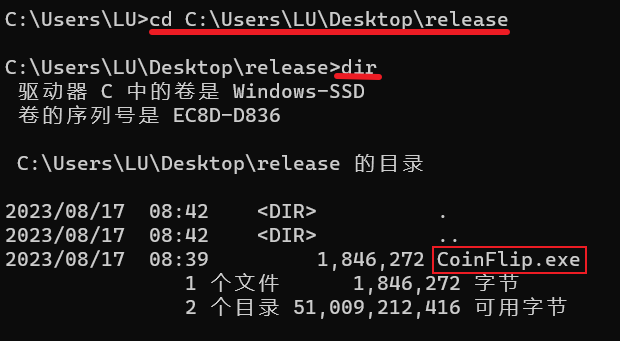 C:\Users\LU>cd C:\Users\LU\Desktop\release
C:\Users\LU\Desktop\release>dir
驱动器 C 中的卷是 Windows-SSD
卷的序列号是 EC8D-D836
C:\Users\LU\Desktop\release 的目录
2023/08/17  08:42    <DIR>          .
2023/08/17  08:42    <DIR>          ..
2023/08/17  08:39         1,846,272 CoinFlip.exe
1 个文件      1,846,272 字节
2 个目录 51,009,212,416 可用字节